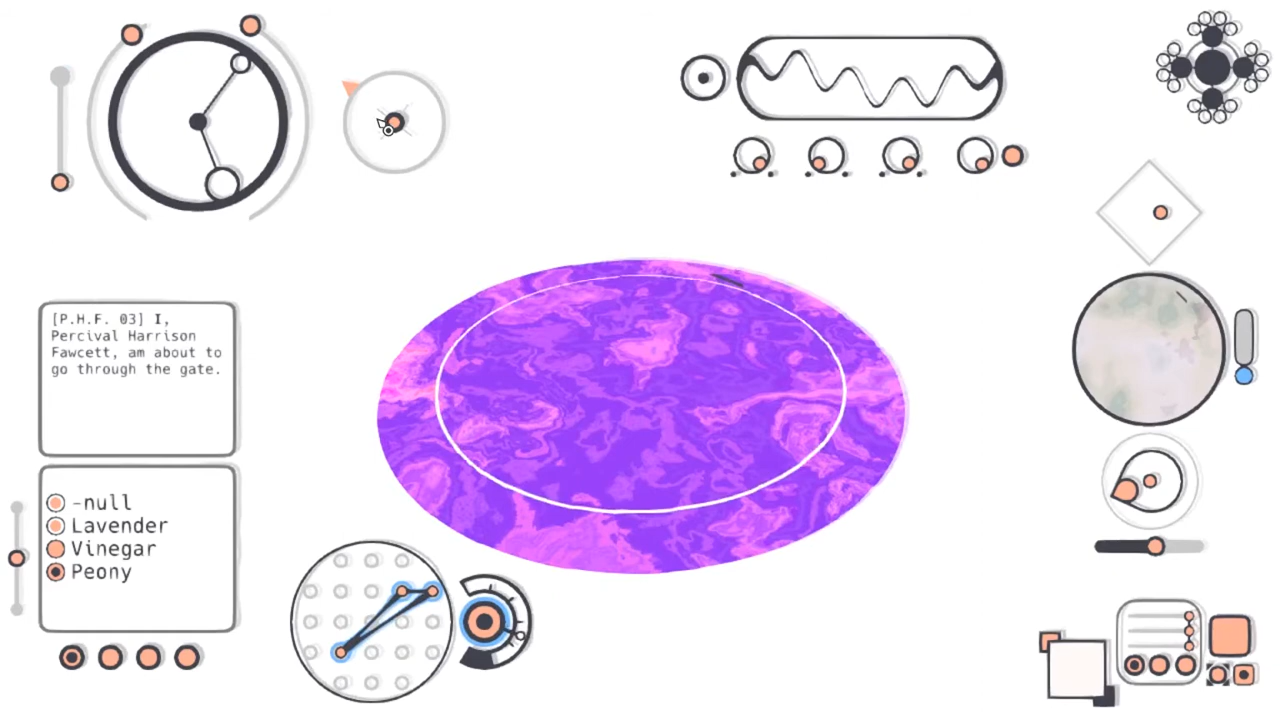 [P.H.F. 03] I,
Percival Harrison
Fawcett, am about to
go through the gate.
-null
Lavender
Vinegar
Peony